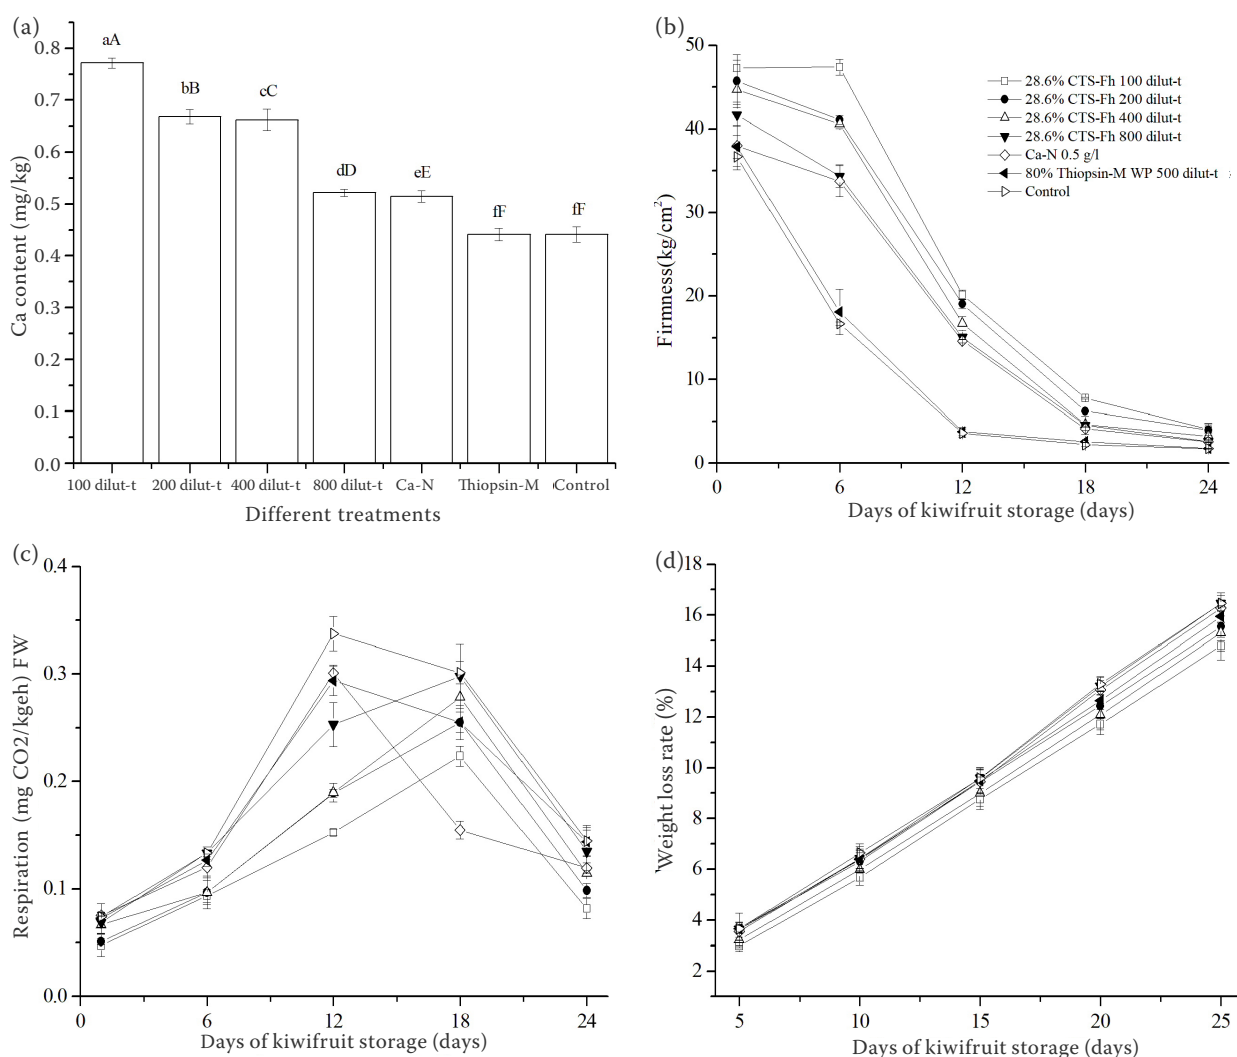 (a)
aA
bB
cC
dD
eE
fF
fF
0.8
0.7
0.6
0.5
0.4
0.3
0.2
0.1
0.0
Ca content (mg/kg)
100 dilut-t 200 dilut-t 400 dilut-t 800 dilut-t Ca-N Thiopsin-M Control
Different treatments
(b)
50
40
30
20
10
0
Firmness(kg/cm²)
28.6% CTS-Fh 100 dilut-t
28.6% CTS-Fh 200 dilut-t
28.6% CTS-Fh 400 dilut-t
28.6% CTS-Fh 800 dilut-t
Ca-N 0.5 g/l
80% Thiopsin-M WP 500 dilut-t
Control
0 6 12 18 24
Days of kiwifruit storage (days)
(c)
0.4
0.3
0.2
0.1
0.0
Respiration (mg CO2/kgeh) FW
0 6 12 18 24
Days of kiwifruit storage (days)
(d)
18
16
14
12
10
8
6
4
2
Weight loss rate (%)
5 10 15 20 25
Days of kiwifruit storage (days)